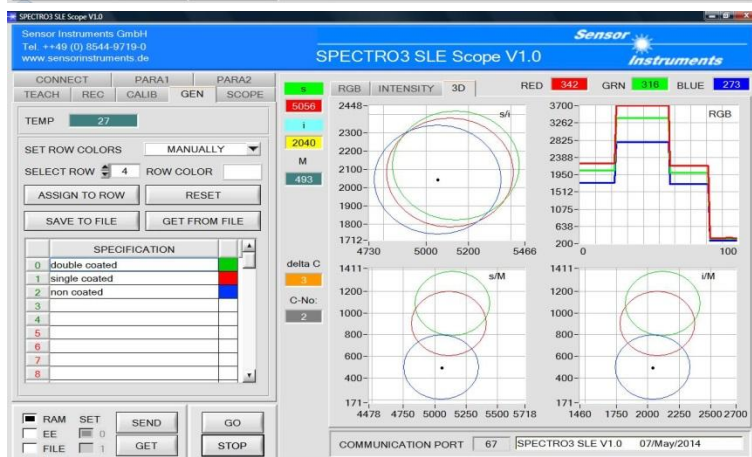 SPECTRO3 SLE Scope V1.0
Sensor Instruments GmbH
Tel. ++49 (0) 8544-9719-0
www.sensorinstruments.de
SPECTRO3 SLE Scope V1.0
Sensor
Instruments
CONNECT PARA1 PARA2
TEACH REC CALIB GEN SCOPE
TEMP 27
SET ROW COLORS MANUALLY
SELECT ROW 4 ROW COLOR
ASSIGN TO ROW RESET
SAVE TO FILE GET FROM FILE
SPECIFICATION
0 double coated
1 single coated
2 non coated
3
4
5
6
7
8
RAM SET SEND GO
EE 0
FILE 1 GET STOP
s
5056
i
2040
M
493
delta C
3
C-No:
2
RGB INTENSITY 3D RED 342 GRN 316 BLUE 273
s/i
2448
2300
2200
2100
2000
1900
1800
1712
4730 5000 5200 5466
RGB
3700
3262
2825
2388
1950
1512
1075
638
200
0 100
s/M
1411
1200
1000
800
600
400
171
4478 4750 5000 5250 5500 5718
i/M
1411
1200
1000
800
600
400
171
1460 1750 2000 2250 2500 2700
COMMUNICATION PORT 67 SPECTRO3 SLE V1.0 07/May/2014